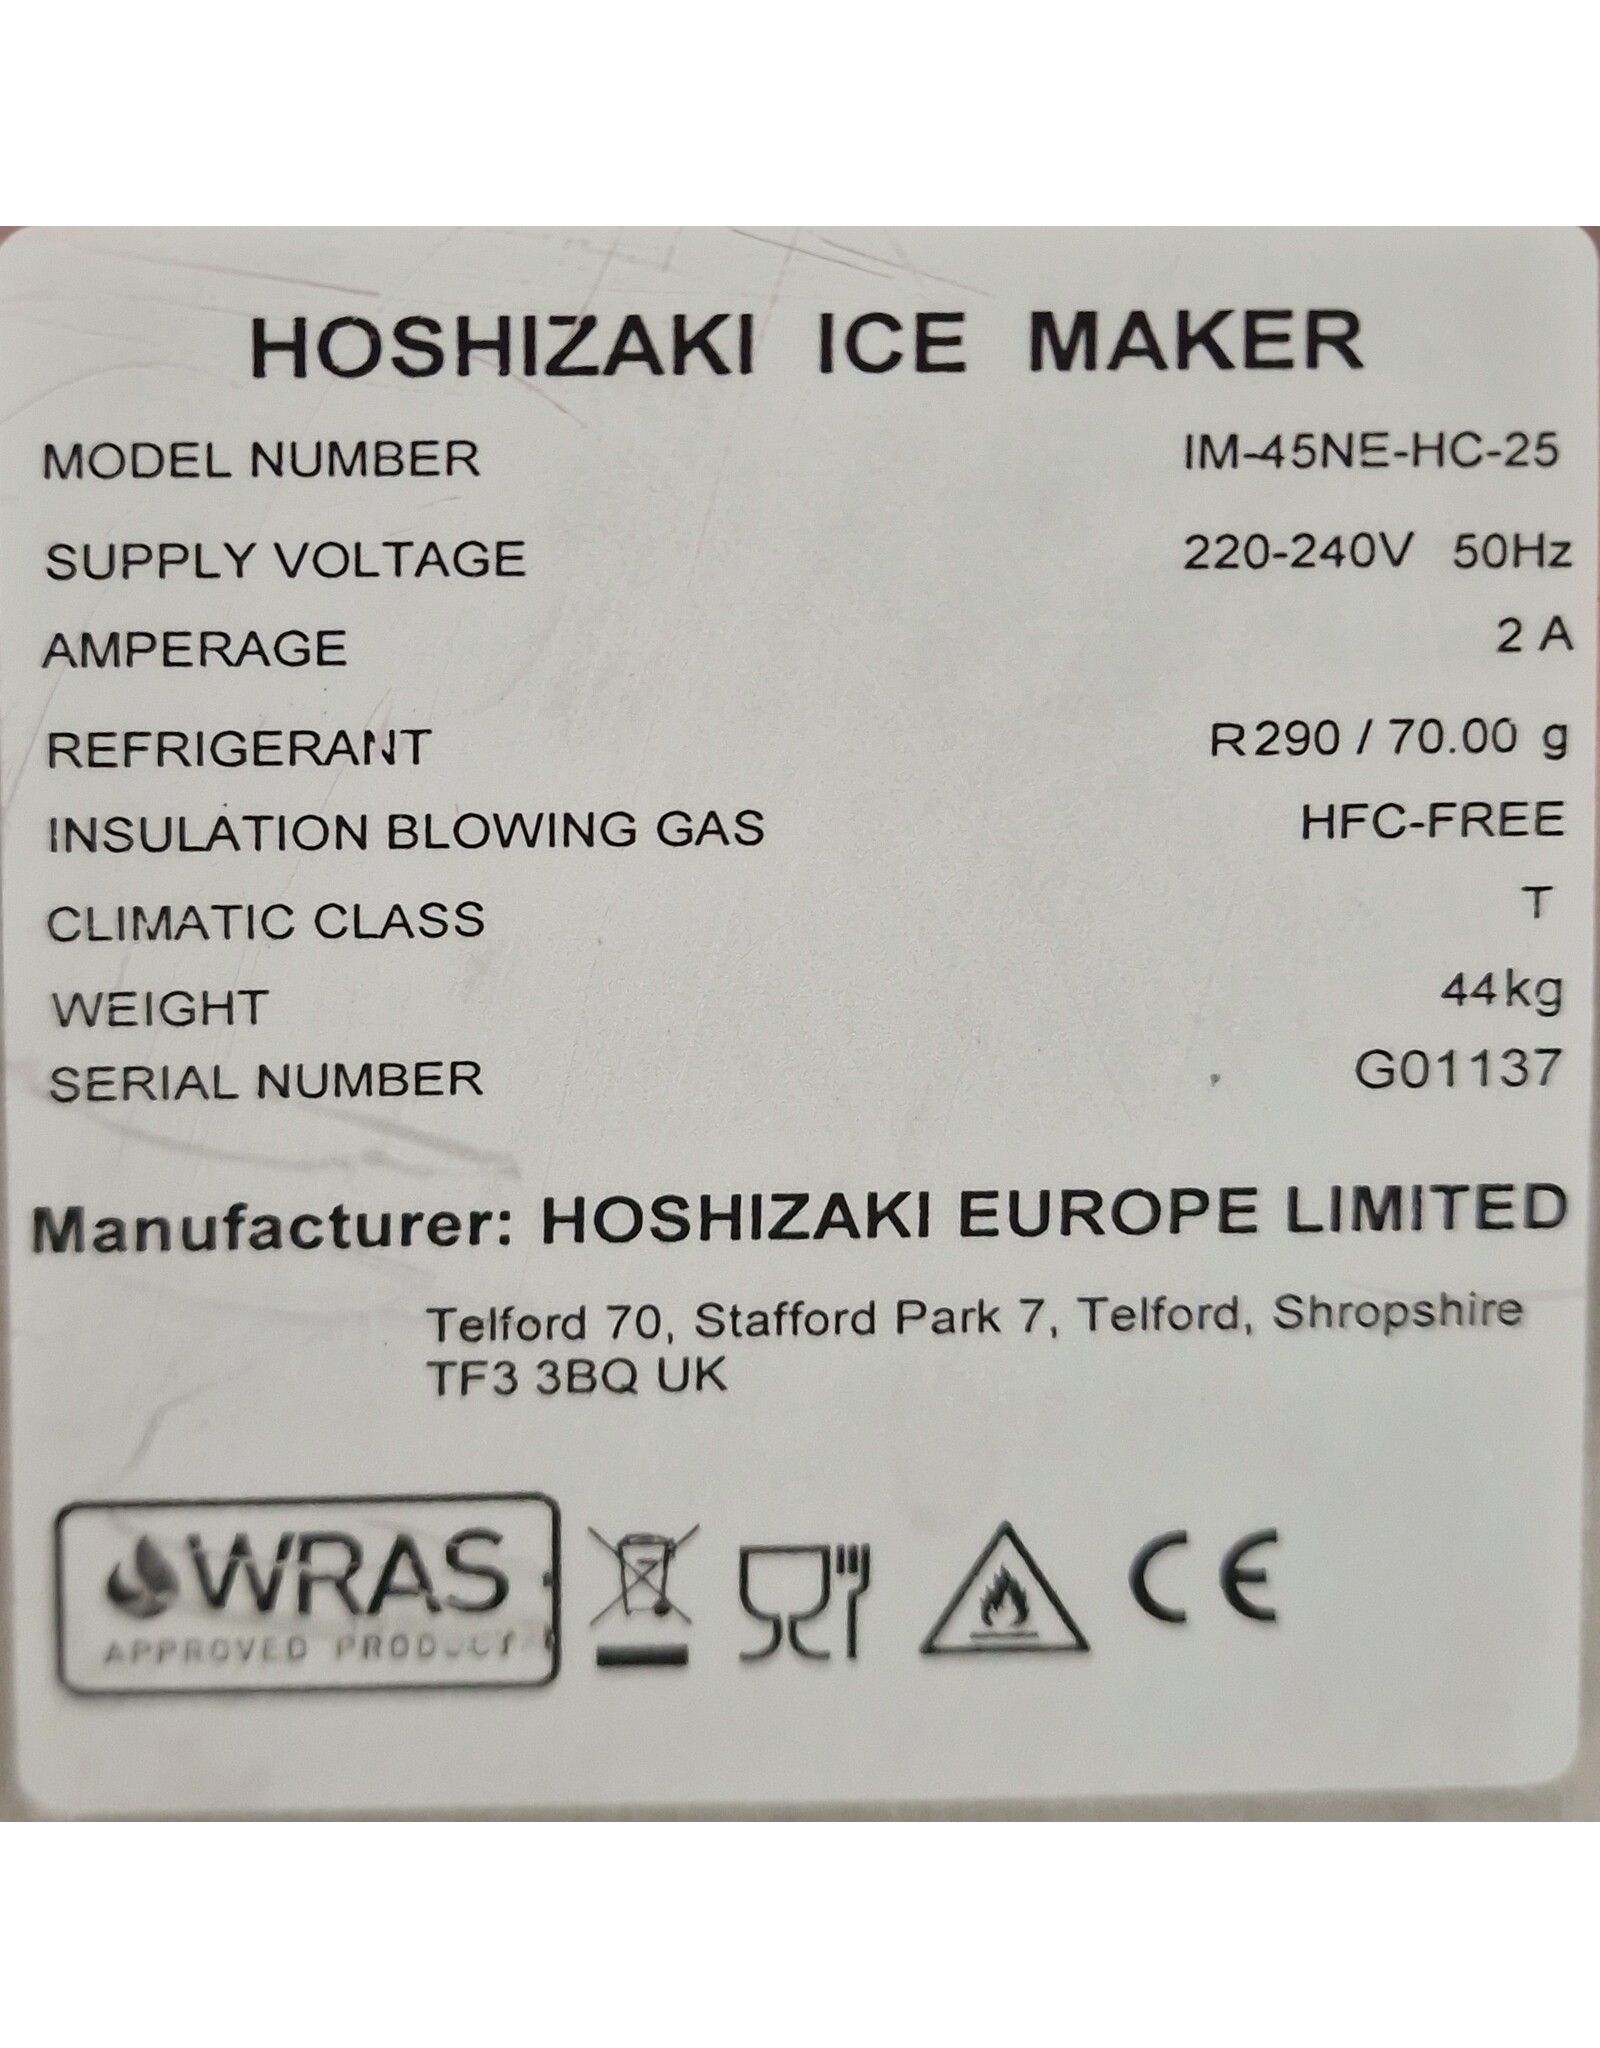 HOSHIZAKI ICE MAKER
MODEL NUMBER IM-45NE-HC-25
SUPPLY VOLTAGE 220-240V 50Hz
AMPERAGE 2 A
REFRIGERANT R290 / 70.00 g
INSULATION BLOWING GAS HFC-FREE
CLIMATIC CLASS T
WEIGHT 44kg
SERIAL NUMBER G01137
Manufacturer: HOSHIZAKI EUROPE LIMITED
Telford 70, Stafford Park 7, Telford, Shropshire
TF3 3BQ UK
WRAS
APPROVED PRODUCT
CE